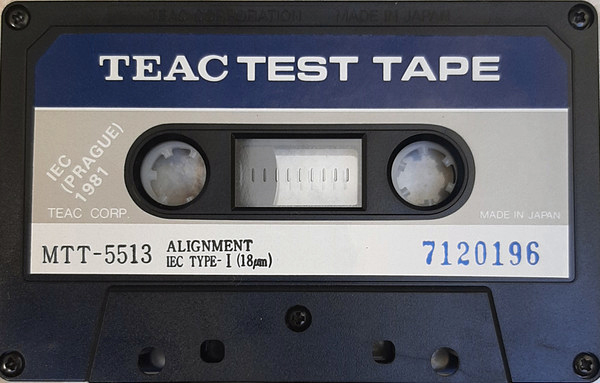 TEAC CORPORATION MADE IN JAPAN
TEAC TEST TAPE
IEC
(PRAGUE)
1981
TEAC CORP.
MADE IN JAPAN
MTT-5513
ALIGNMENT
IEC TYPE-I (18μm)
7120196